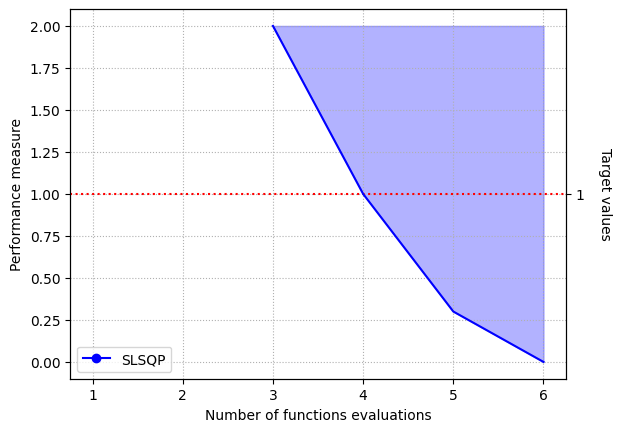 2.00
1.75
1.50
1.25
1.00
0.75
0.50
0.25
0.00
Performance measure
1
Target values
SLSQP
1 2 3 4 5 6
Number of functions evaluations